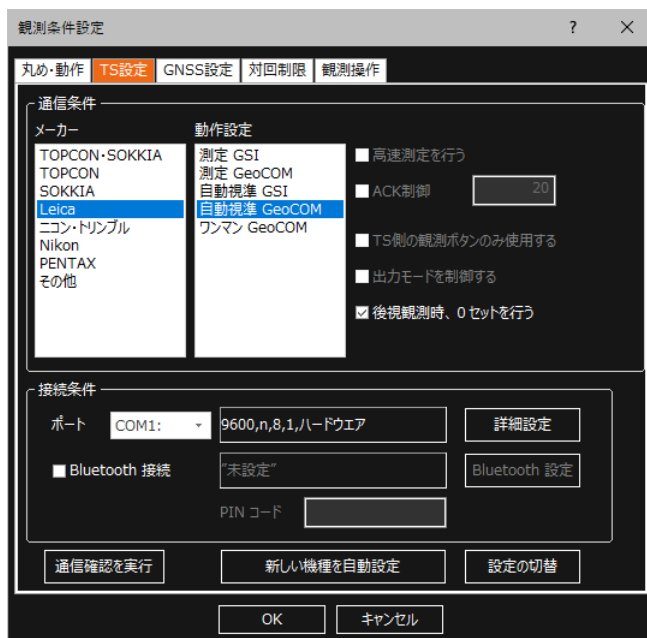 観測条件設定
? ×
丸め・動作 TS設定 GNSS設定 対回制限 観測操作
通信条件
メーカー
TOPCON・SOKKIA
TOPCON
SOKKIA
Leica
ニコン・トリンブル
Nikon
PENTAX
その他
動作設定
測定 GSI
測定 GeoCOM
自動視準 GSI
自動視準 GeoCOM
ワンマン GeoCOM
高速測定を行う
ACK制御 20
TS側の観測ボタンのみ使用する
出力モードを制御する
後視観測時、0セットを行う
接続条件
ポート COM1: 9600,n,8,1,ハードウエア 詳細設定
Bluetooth 接続 "未設定" Bluetooth 設定
PIN コード
通信確認を実行 新しい機種を自動設定 設定の切替
OK キャンセル